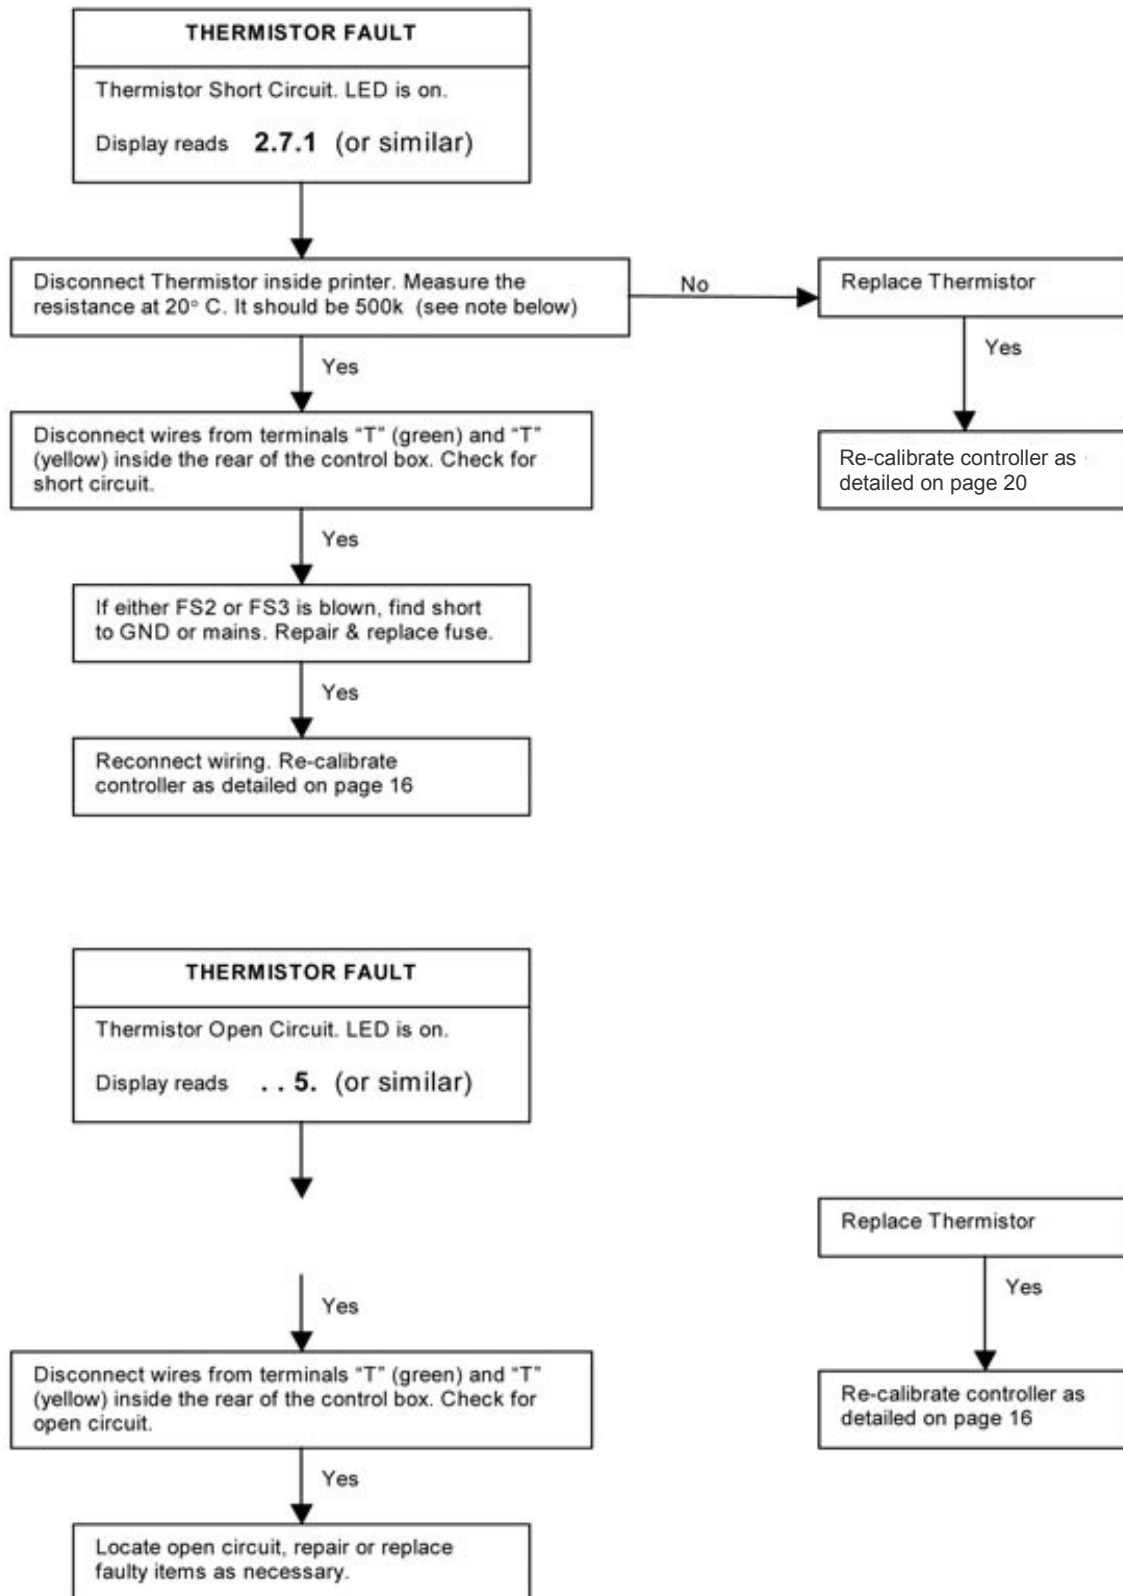 THERMISTOR FAULT
Thermistor Short Circuit. LED is on.
Display reads 2.7.1 (or similar)
Disconnect Thermistor inside printer. Measure the
resistance at 20° C. It should be 500k (see note below)
No
Replace Thermistor
Yes
Yes
Disconnect wires from terminals “T” (green) and “T”
(yellow) inside the rear of the control box. Check for
short circuit.
Re-calibrate controller as
detailed on page 20
Yes
If either FS2 or FS3 is blown, find short
to GND or mains. Repair & replace fuse.
Yes
Reconnect wiring. Re-calibrate
controller as detailed on page 16
THERMISTOR FAULT
Thermistor Open Circuit. LED is on.
Display reads . . 5. (or similar)
Replace Thermistor
Yes
Yes
Disconnect wires from terminals “T” (green) and “T”
(yellow) inside the rear of the control box. Check for
open circuit.
Re-calibrate controller as
detailed on page 16
Yes
Locate open circuit, repair or replace
faulty items as necessary.